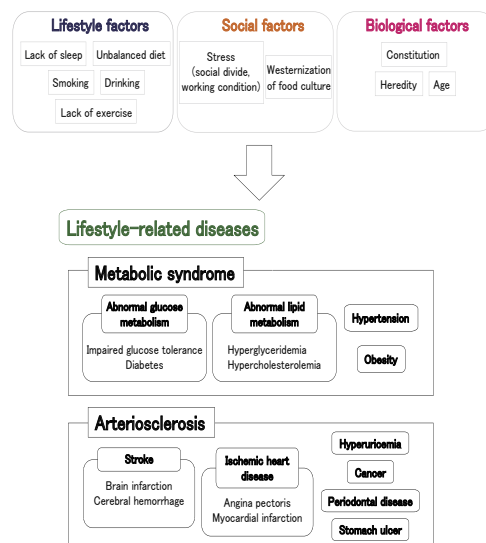 Lifestyle factors
Lack of sleep
Unbalanced diet
Smoking
Drinking
Lack of exercise
Social factors
Stress
(social divide,
working condition)
Westernization
of food culture
Biological factors
Constitution
Heredity
Age
Lifestyle-related diseases
Metabolic syndrome
Abnormal glucose
metabolism
Impaired glucose tolerance
Diabetes
Abnormal lipid
metabolism
Hyperglyceridemia
Hypercholesterolemia
Hypertension
Obesity
Arteriosclerosis
Stroke
Brain infarction
Cerebral hemorrhage
Ischemic heart
disease
Angina pectoris
Myocardial infarction
Hyperuricemia
Cancer
Periodontal disease
Stomach ulcer